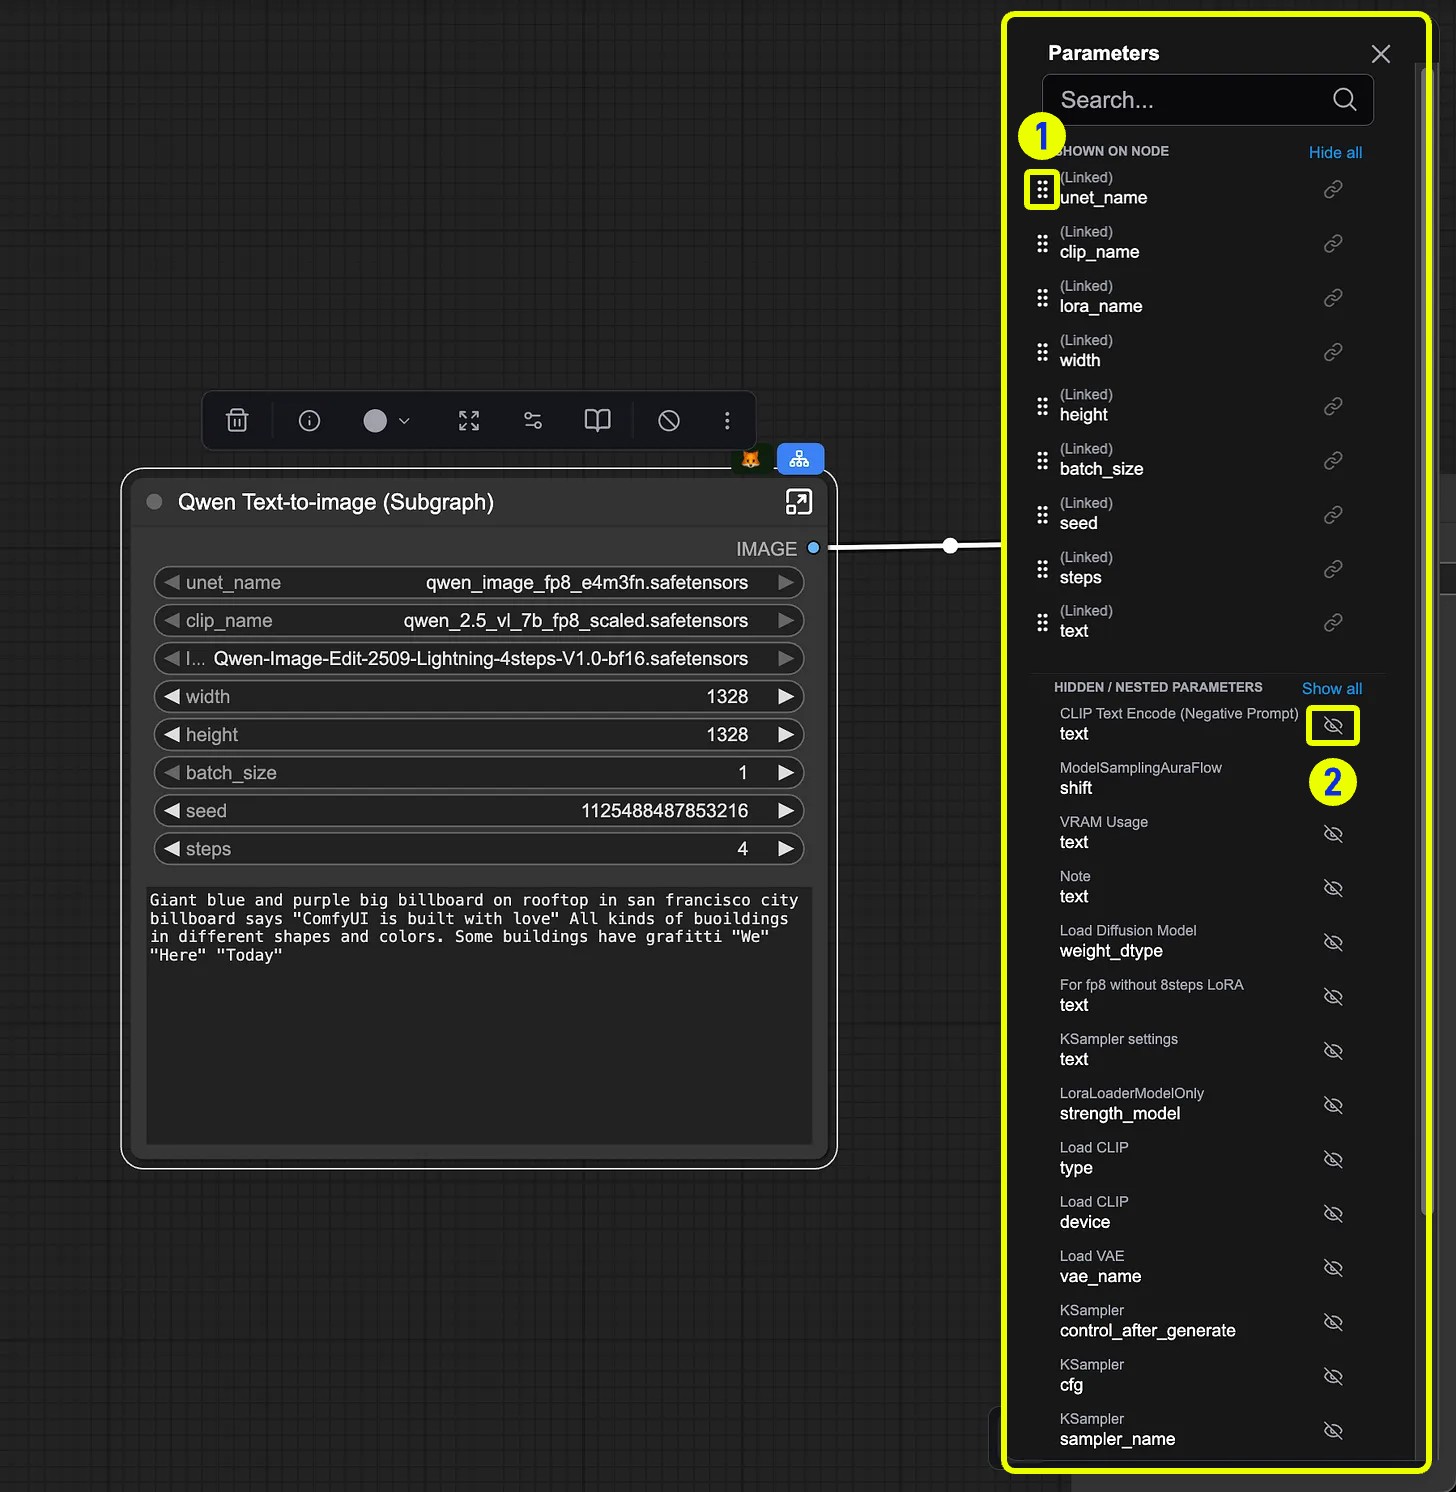 Qwen Text-to-image (Subgraph)
IMAGE
unet_name qwen_image_fp8_e4m3fn.safetensors
clip_name qwen_2.5_vl_7b_fp8_scaled.safetensors
l... Qwen-Image-Edit-2509-Lightning-4steps-V1.0-bf16.safetensors
width 1328
height 1328
batch_size 1
seed 1125488487853216
steps 4
Giant blue and purple big billboard on rooftop in san francisco city
billboard says "ComfyUI is built with love" All kinds of buoildings
in different shapes and colors. Some buildings have grafitti "We"
"Here" "Today"
Parameters
Search...
1
SHOWN ON NODE Hide all
(Linked)
unet_name
(Linked)
clip_name
(Linked)
lora_name
(Linked)
width
(Linked)
height
(Linked)
batch_size
(Linked)
seed
(Linked)
steps
(Linked)
text
HIDDEN / NESTED PARAMETERS Show all
CLIP Text Encode (Negative Prompt)
text
ModelSamplingAuraFlow
shift
2
VRAM Usage
text
Note
text
Load Diffusion Model
weight_dtype
For fp8 without 8steps LoRA
text
KSampler settings
text
LoraLoaderModelOnly
strength_model
Load CLIP
type
Load CLIP
device
Load VAE
vae_name
KSampler
control_after_generate
KSampler
cfg
KSampler
sampler_name